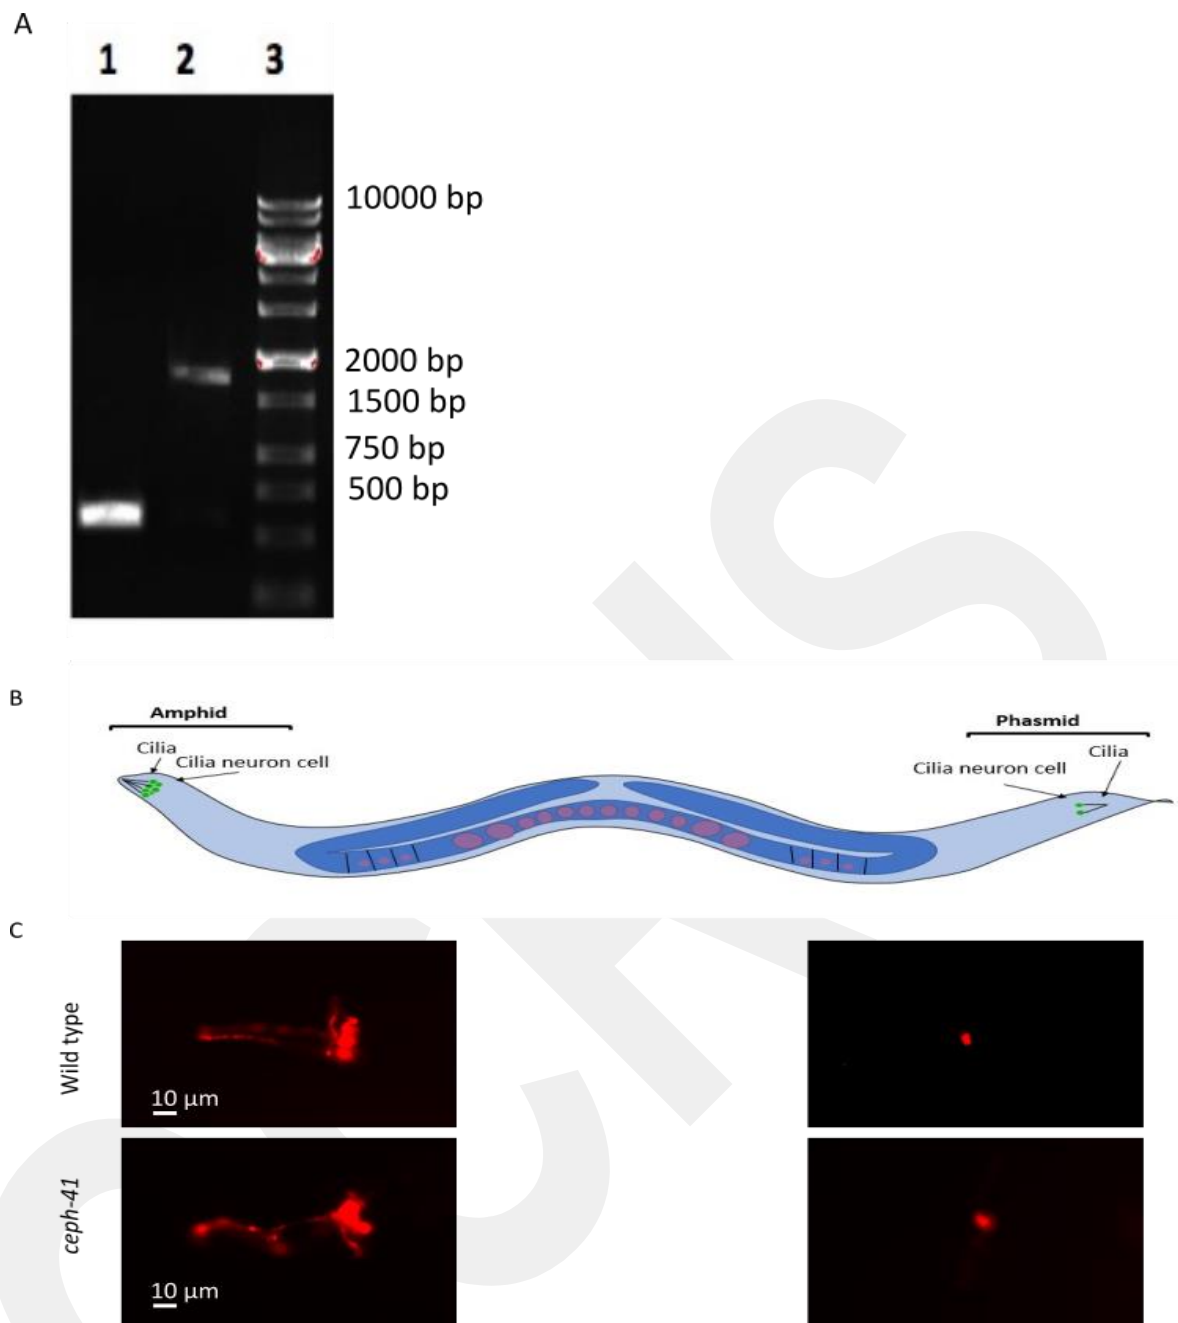 A
1 2 3
10000 bp
2000 bp
1500 bp
750 bp
500 bp
B
Amphid
Phasmid
Cilia
Cilia neuron cell
Cilia neuron cell
Cilia
C
Wild type
10 µm
ceph-41
10 µm